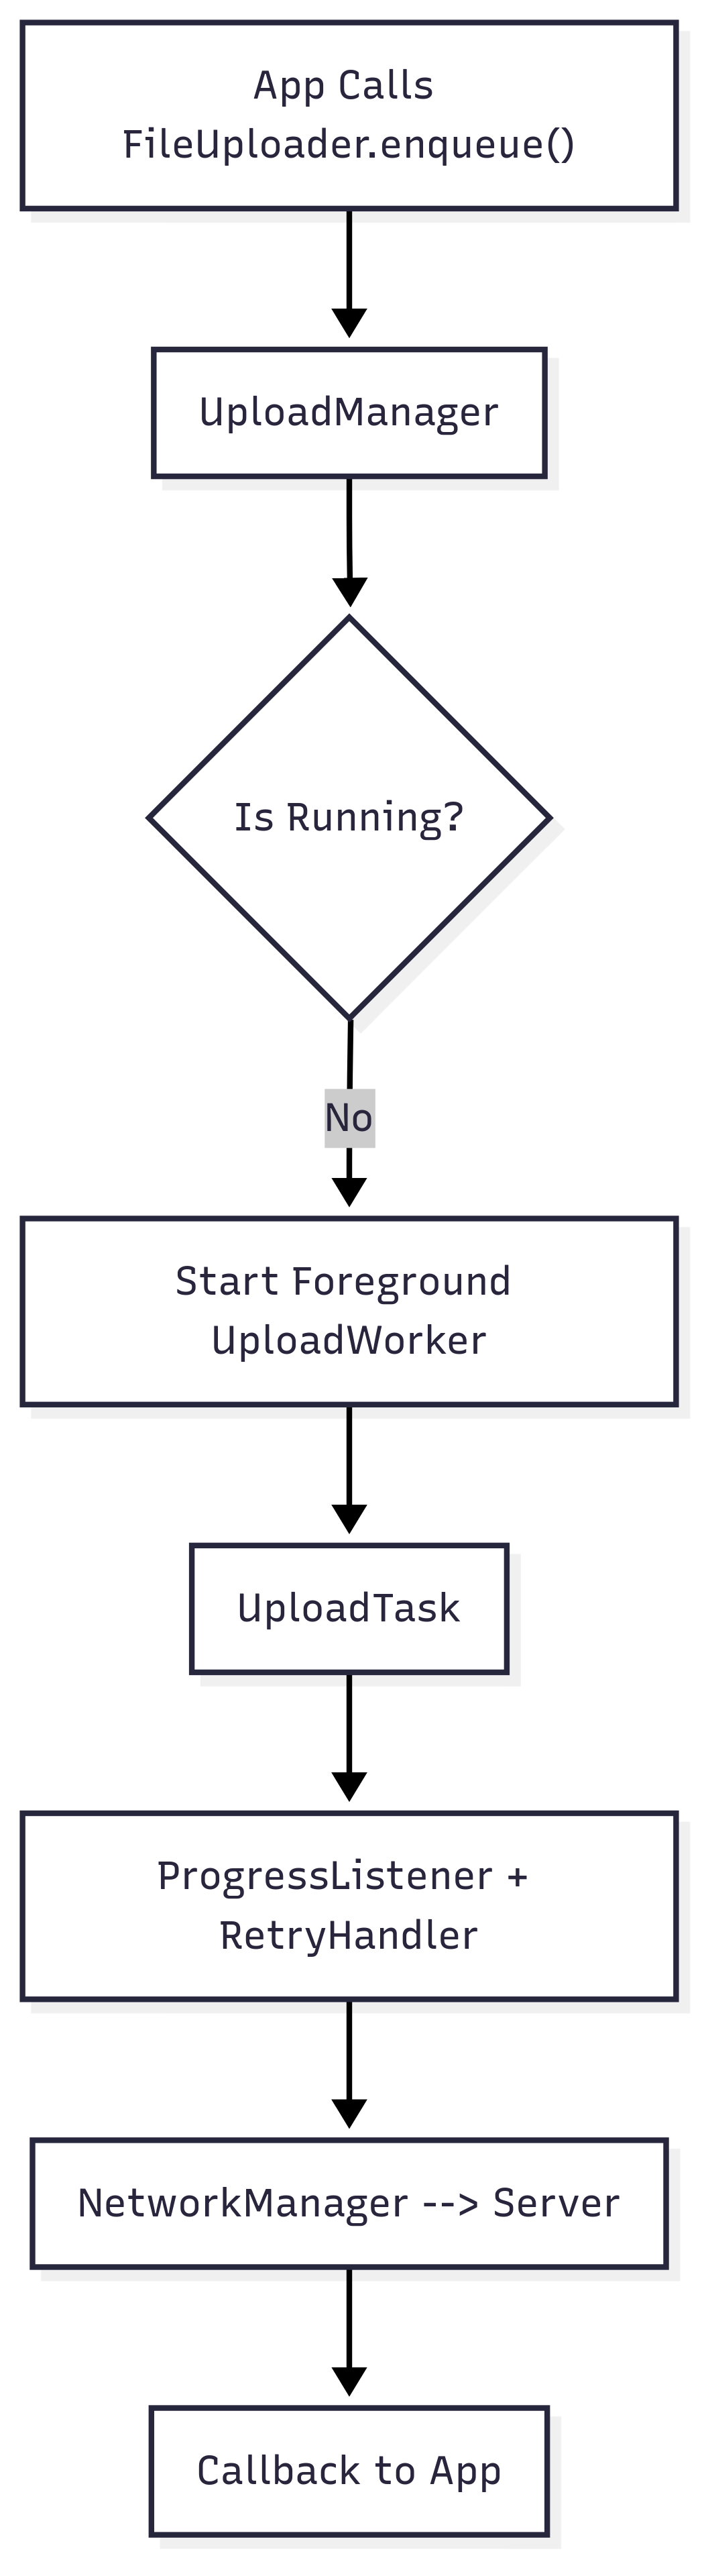 App Calls
FileUploader.enqueue()
UploadManager
Is Running?
No
Start Foreground
UploadWorker
UploadTask
ProgressListener +
RetryHandler
NetworkManager --> Server
Callback to App